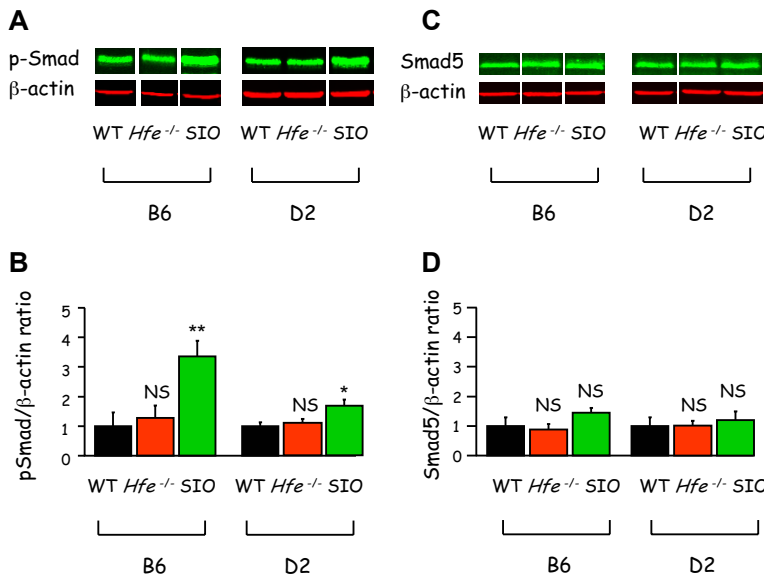 A
p-Smad
β-actin
WT Hfe -/- SIO
WT Hfe -/- SIO
B6
D2
C
Smad5
β-actin
WT Hfe -/- SIO
WT Hfe -/- SIO
B6
D2
B
pSmad/β-actin ratio
5
4
3
2
1
0
NS
**
NS
*
WT Hfe -/- SIO
WT Hfe -/- SIO
B6
D2
D
Smad5/β-actin ratio
5
4
3
2
1
0
NS
NS
NS
NS
WT Hfe -/- SIO
WT Hfe -/- SIO
B6
D2